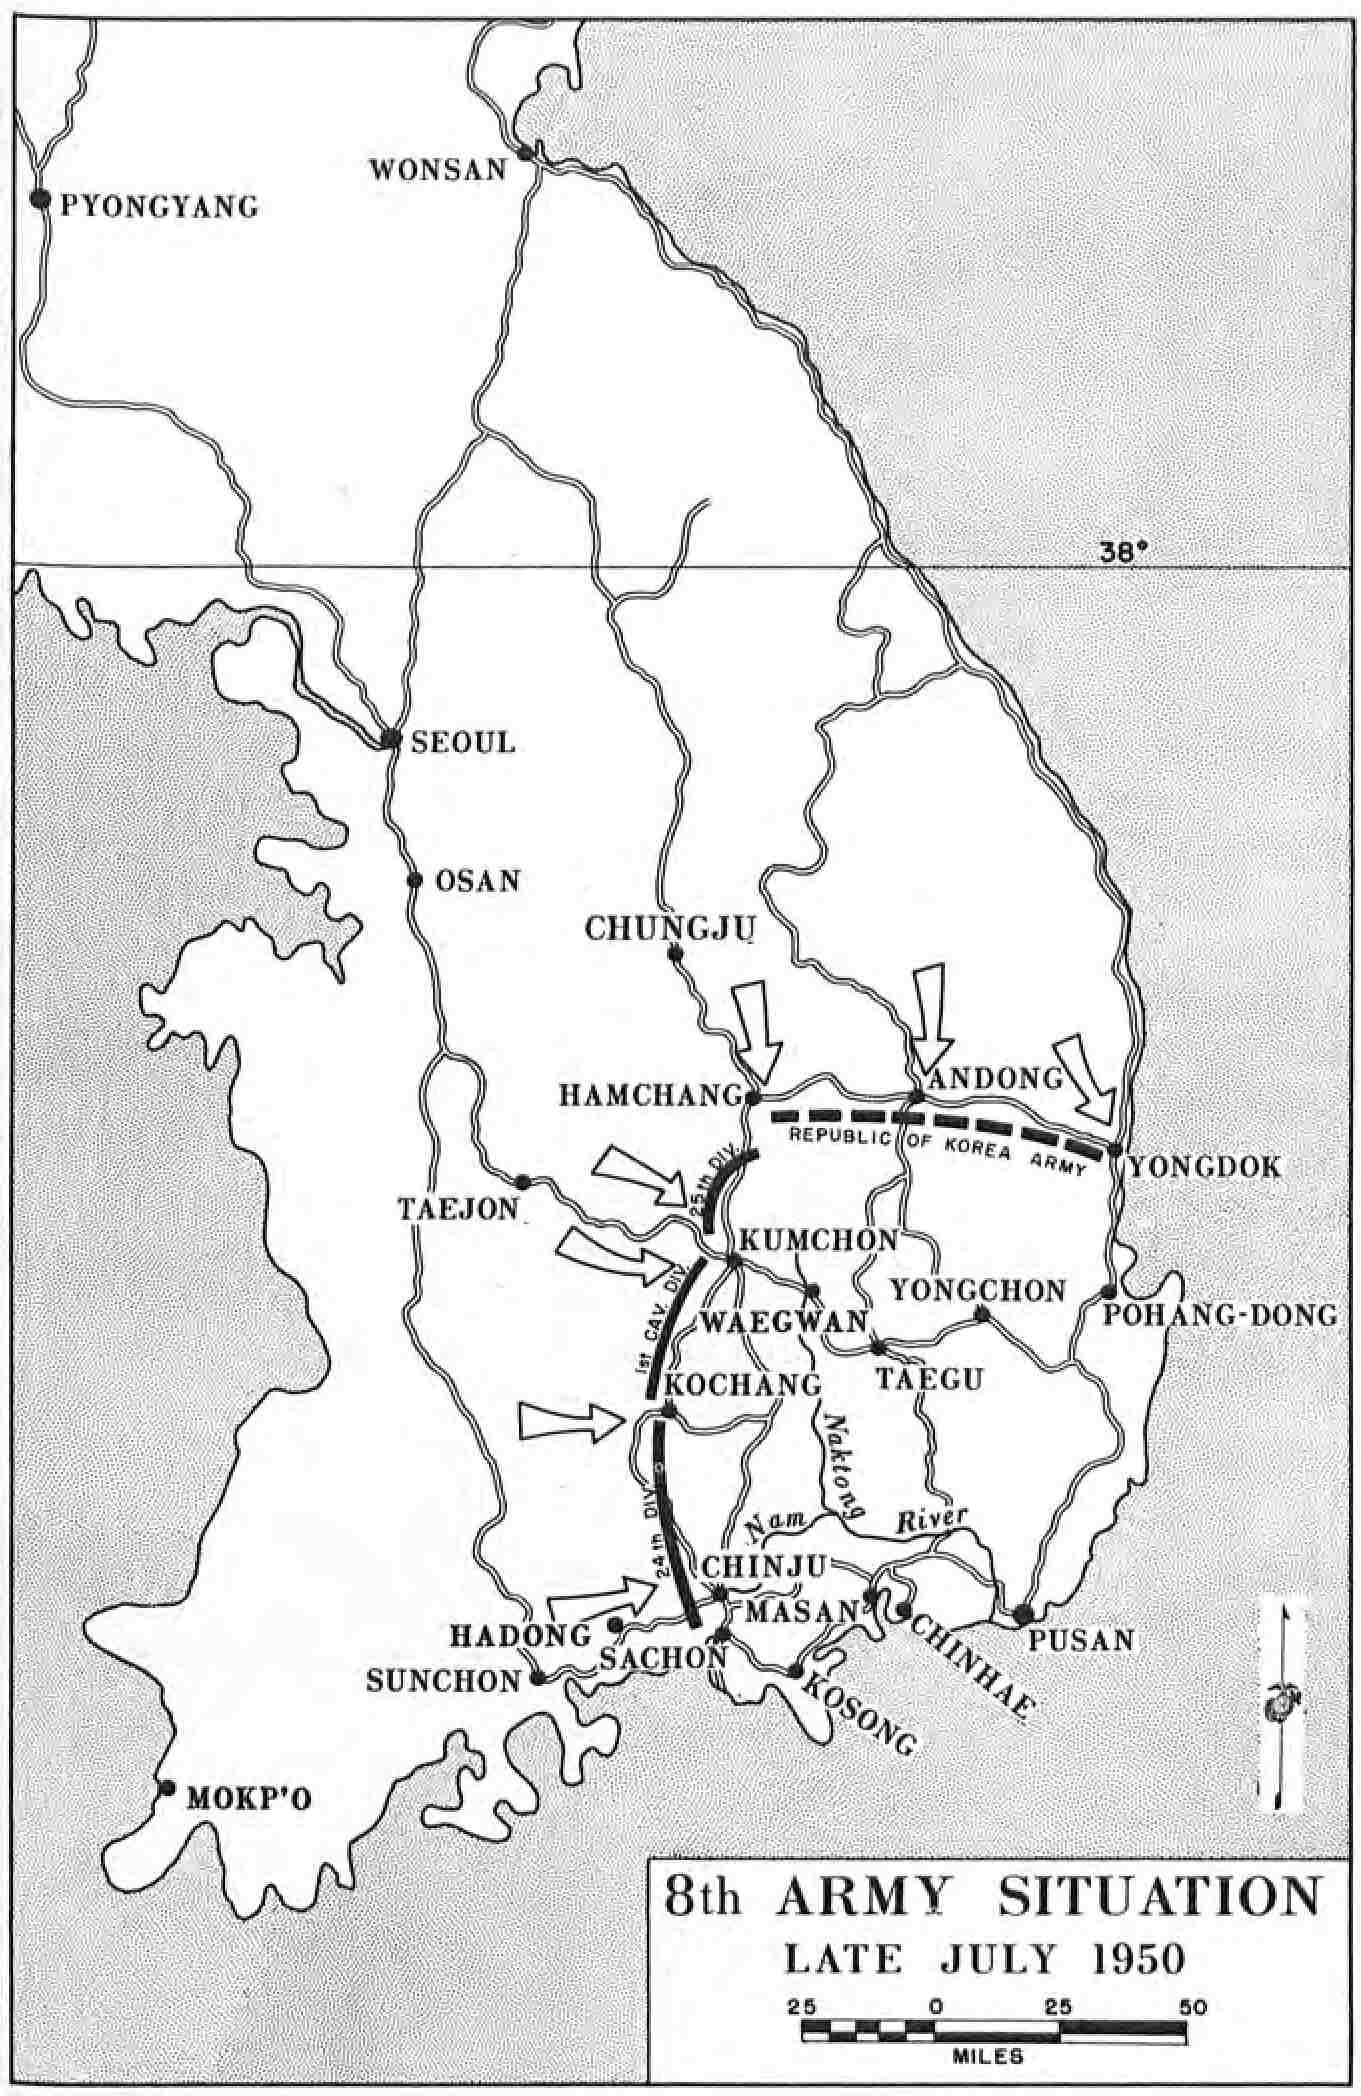 WONSAN
PYONGYANG
38°
SEOUL
OSAN
CHUNGJU
HAMCHANG
ANDONG
REPUBLIC OF KOREA ARMY
YONGDOK
25th DIV.
TAEJON
KUMCHON
YONGCHON
POHANG-DONG
1st CAV. DIV.
WAEGWAN
TAEGU
KOCHANG
Naktong
24th DIV.
Nam River
CHINJU
MASAN
CHINHAE
PUSAN
HADONG
SACHON
SUNCHON
KOSONG
MOKP'O
8th ARMY SITUATION
LATE JULY 1950
25 0 25 50
MILES